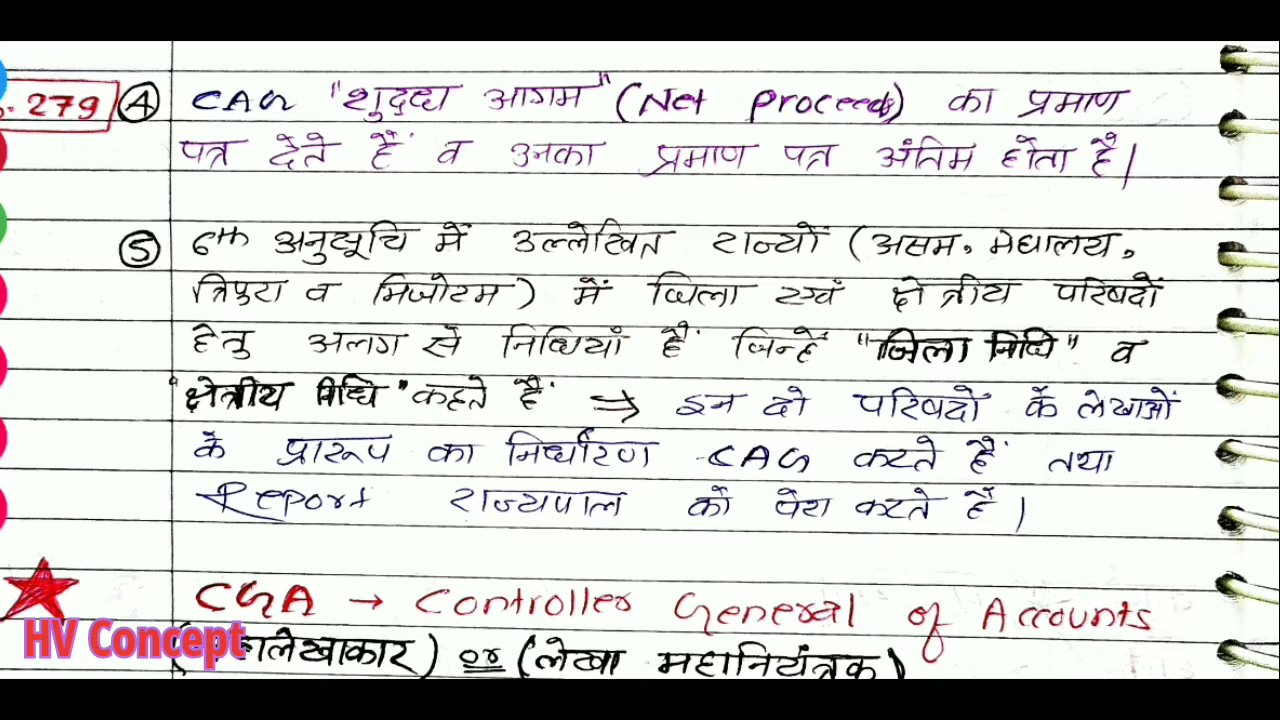 279 ④ CAG "शुद्ध आगम" (Net Proceeds) का प्रमाण
पत्र देते हैं व उनका प्रमाण पत्र अंतिम होता है।
⑤ 6th अनुसूचि में उल्लेखित राज्यों (असम, मेघालय,
त्रिपुरा व मिजोरम) में जिला एवं क्षेत्रीय परिषदों
हेतु अलग से निधियां हैं जिन्हें "जिला निधि" व
"क्षेत्रीय निधि" कहते हैं ⇒ इन दो परिषदों के लेखाओं
के प्रारूप का निर्धारण CAG करते हैं तथा
Report राज्यपाल को पेश करते हैं।
CGA → Controller General of Accounts
HV Concept
लेखाकार) or (लेखा महानियंत्रक)